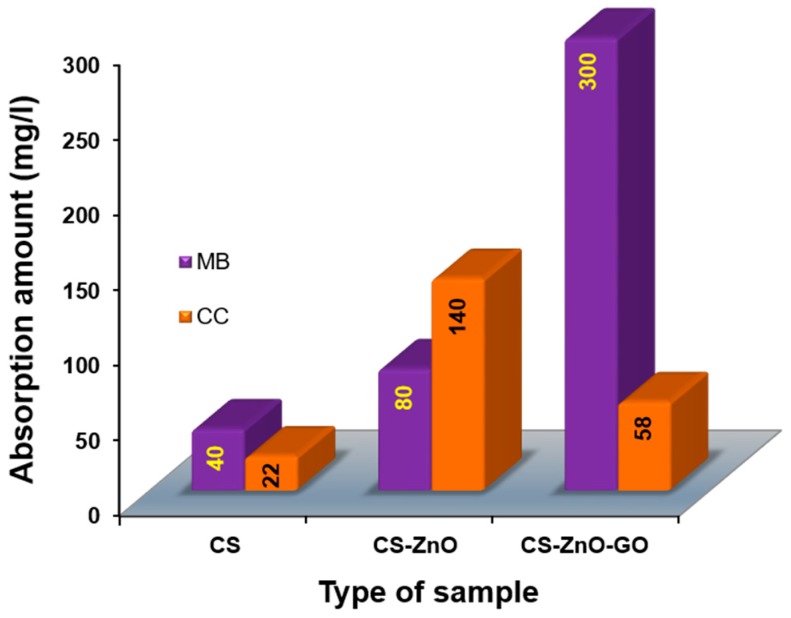 Absorption amount (mg/l)
300
250
200
150
100
50
0
MB
CC
40
22
80
140
300
58
CS
CS-ZnO
CS-ZnO-GO
Type of sample